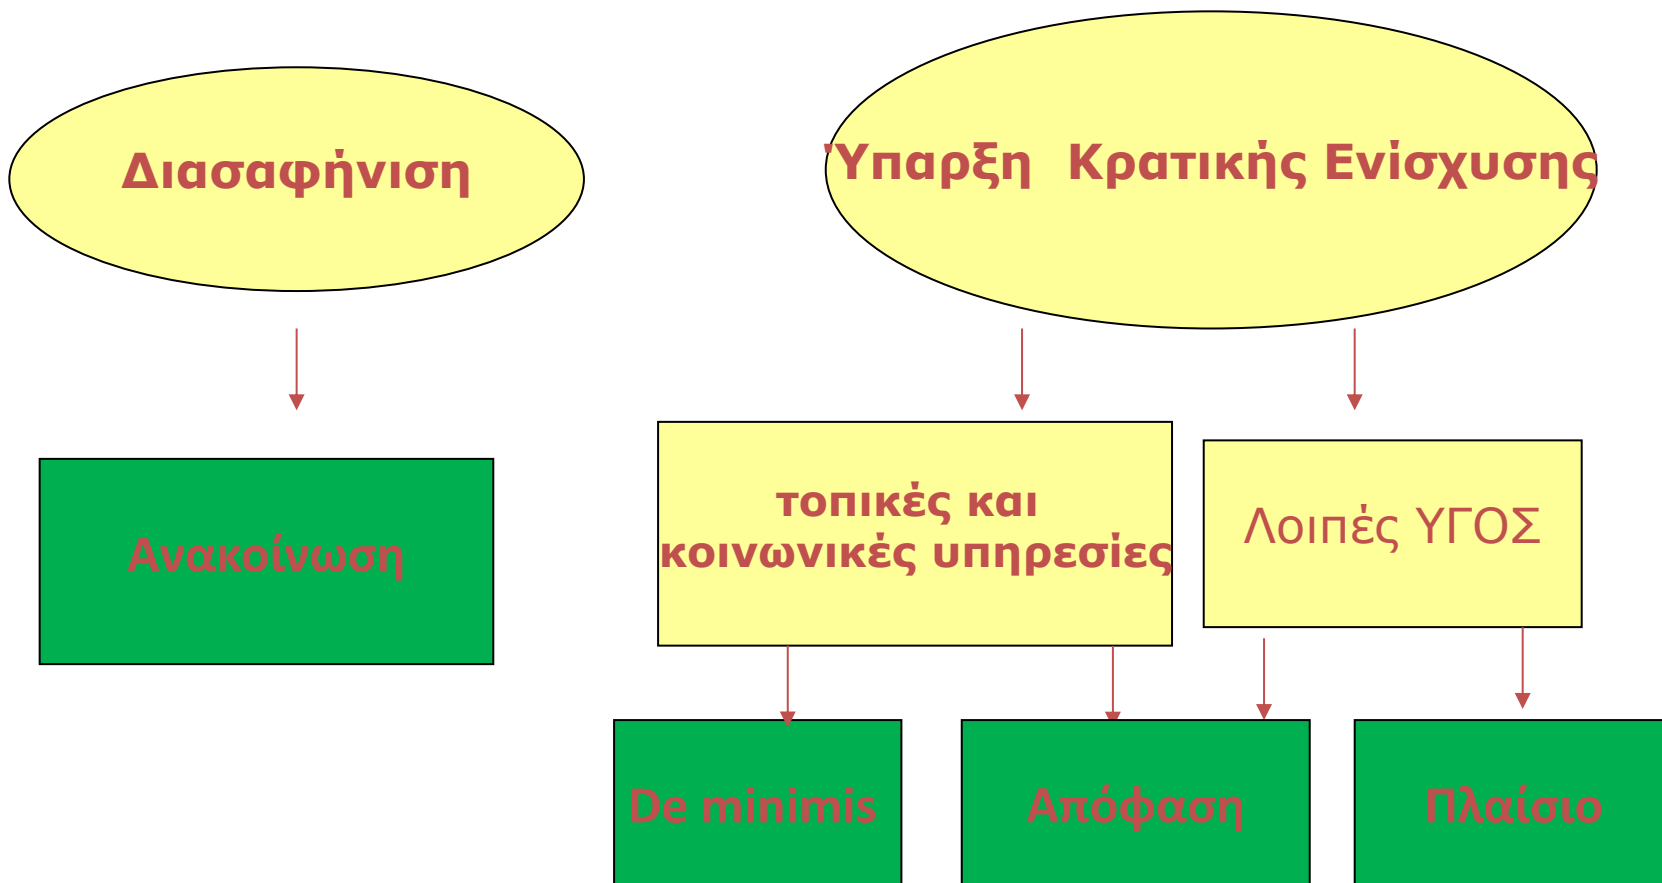 Διασαφήνιση
Ύπαρξη Κρατικής Ενίσχυσης
Ανακοίνωση
τοπικές και
κοινωνικές υπηρεσίες
Λοιπές ΥΓΟΣ
De minimis
Απόφαση
Πλαίσιο